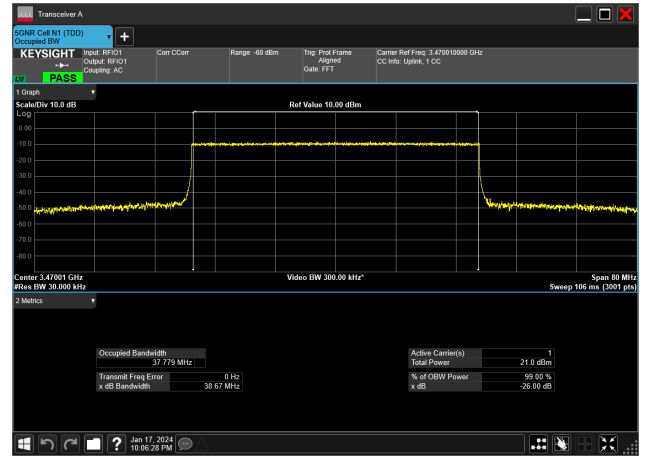 Transceiver A
5GNR Cell N1 (TDD)
Occupied BW
KEYSIGHT
LXI
PASS
Input: RFIO1
Output: RFIO1
Coupling: AC
Corr CCorr
Range: -60 dBm
Trig: Prot Frame
Aligned
Gate: FFT
Carrier Ref Freq: 3.470010000 GHz
CC Info: Uplink, 1 CC
1 Graph
Scale/Div 10.0 dB
Ref Value 10.00 dBm
Log
0.00
-10.0
-20.0
-30.0
-40.0
-50.0
-60.0
-70.0
-80.0
Center 3.47001 GHz
Video BW 300.00 kHz*
Span 80 MHz
#Res BW 30.000 kHz
Sweep 106 ms (3001 pts)
2 Metrics
Occupied Bandwidth
37.779 MHz
Transmit Freq Error 0 Hz
x dB Bandwidth 38.67 MHz
Active Carrier(s) 1
Total Power 21.0 dBm
% of OBW Power 99.00 %
x dB -26.00 dB
Jan 17, 2024
10:06:28 PM